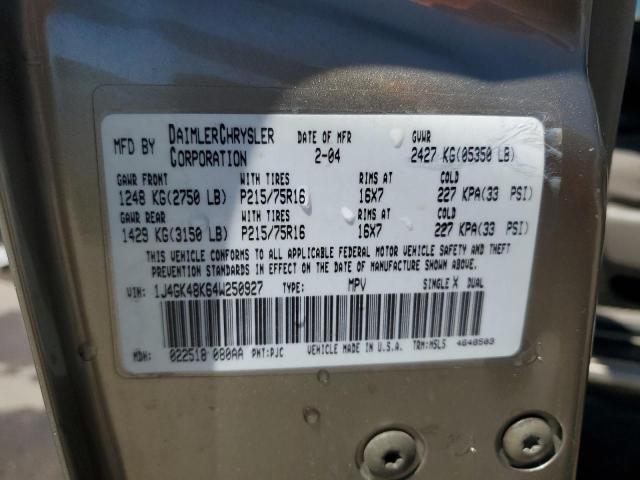 MFD BY DAIMLERCHRYSLER CORPORATION DATE OF MFR 2-04 GVWR 2427 KG(05350 LB)
GAWR FRONT WITH TIRES RIMS AT COLD
1248 KG(2750 LB) P215/75R16 16X7 227 KPA(33 PSI)
GAWR REAR WITH TIRES RIMS AT COLD
1429 KG(3150 LB) P215/75R16 16X7 227 KPA(33 PSI)
THIS VEHICLE CONFORMS TO ALL APPLICABLE FEDERAL MOTOR VEHICLE SAFETY AND THEFT
PREVENTION STANDARDS IN EFFECT ON THE DATE OF MANUFACTURE SHOWN ABOVE.
VIN: 1J4GK48K64W250927 TYPE: MPV SINGLE X DUAL
MDH: 022518 080AA PNT:PJC VEHICLE MADE IN U.S.A. TRM:MSL5 4648503